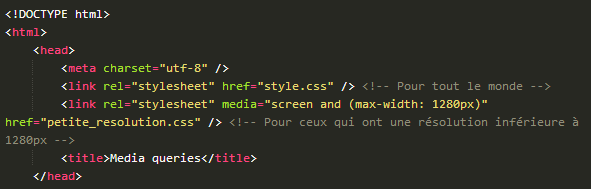 <!DOCTYPE html>
<html>
<head>
<meta charset="utf-8" />
<link rel="stylesheet" href="style.css" /> <!-- Pour tout le monde -->
<link rel="stylesheet" media="screen and (max-width: 1280px)"
href="petite_resolution.css" /> <!-- Pour ceux qui ont une résolution inférieure à
1280px -->
<title>Media queries</title>
</head>